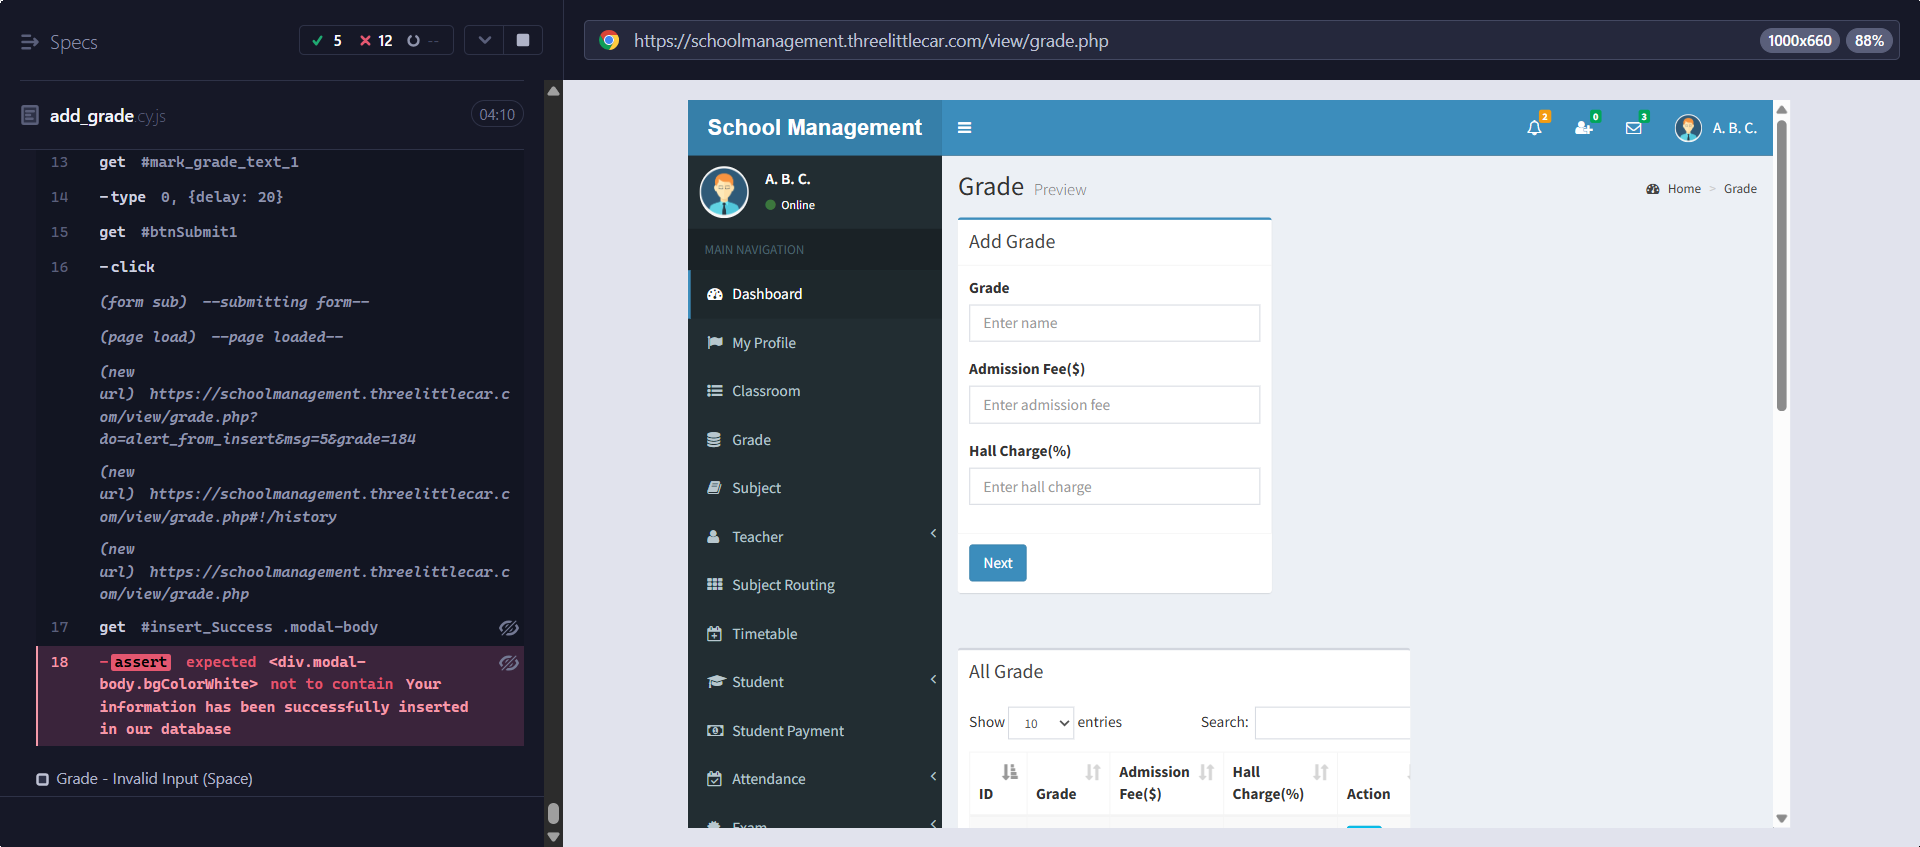 Specs
5
12
--
add_grade.cy.js
04:10
13 get #mark_grade_text_1
14 -type 0, {delay: 20}
15 get #btnSubmit1
16 -click
(form sub) --submitting form--
(page load) --page loaded--
(new
url) https://schoolmanagement.threelittlecar.c
om/view/grade.php?
do=alert_from_insert&msg=5&grade=184
(new
url) https://schoolmanagement.threelittlecar.c
om/view/grade.php#!/history
(new
url) https://schoolmanagement.threelittlecar.c
om/view/grade.php
17 get #insert_Success .modal-body
18 -assert expected <div.modal-
body.bgColorWhite> not to contain Your
information has been successfully inserted
in our database
Grade - Invalid Input (Space)
https://schoolmanagement.threelittlecar.com/view/grade.php
1000x660
88%
School Management
2
0
3
A. B. C.
A. B. C.
Online
MAIN NAVIGATION
Dashboard
My Profile
Classroom
Grade
Subject
Teacher
Subject Routing
Timetable
Student
Student Payment
Attendance
Exam
Grade Preview
Home > Grade
Add Grade
Grade
Enter name
Admission Fee($)
Enter admission fee
Hall Charge(%)
Enter hall charge
Next
All Grade
Show 10 entries
Search:
ID
Grade
Admission
Fee($)
Hall
Charge(%)
Action